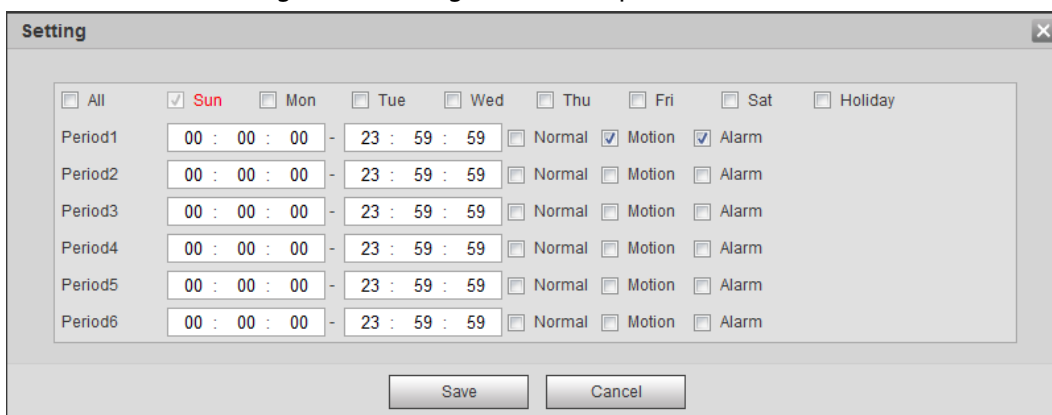 Setting
All Sun Mon Tue Wed Thu Fri Sat Holiday
Period1 00 : 00 : 00 - 23 : 59 : 59 Normal Motion Alarm
Period2 00 : 00 : 00 - 23 : 59 : 59 Normal Motion Alarm
Period3 00 : 00 : 00 - 23 : 59 : 59 Normal Motion Alarm
Period4 00 : 00 : 00 - 23 : 59 : 59 Normal Motion Alarm
Period5 00 : 00 : 00 - 23 : 59 : 59 Normal Motion Alarm
Period6 00 : 00 : 00 - 23 : 59 : 59 Normal Motion Alarm
Save Cancel